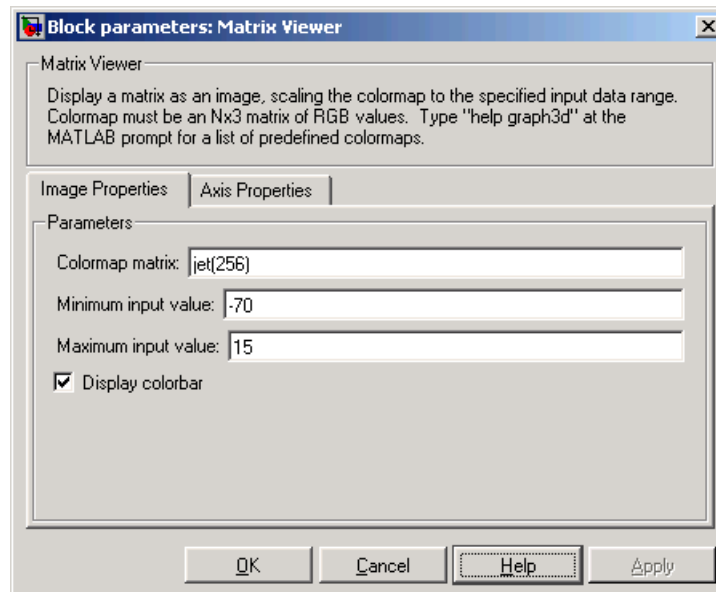 Block parameters: Matrix Viewer
Matrix Viewer
Display a matrix as an image, scaling the colormap to the specified input data range.
Colormap must be an Nx3 matrix of RGB values.  Type "help graph3d" at the
MATLAB prompt for a list of predefined colormaps.
Image Properties Axis Properties
Parameters
Colormap matrix: jet(256)
Minimum input value: -70
Maximum input value: 15
Display colorbar
OK Cancel Help Apply